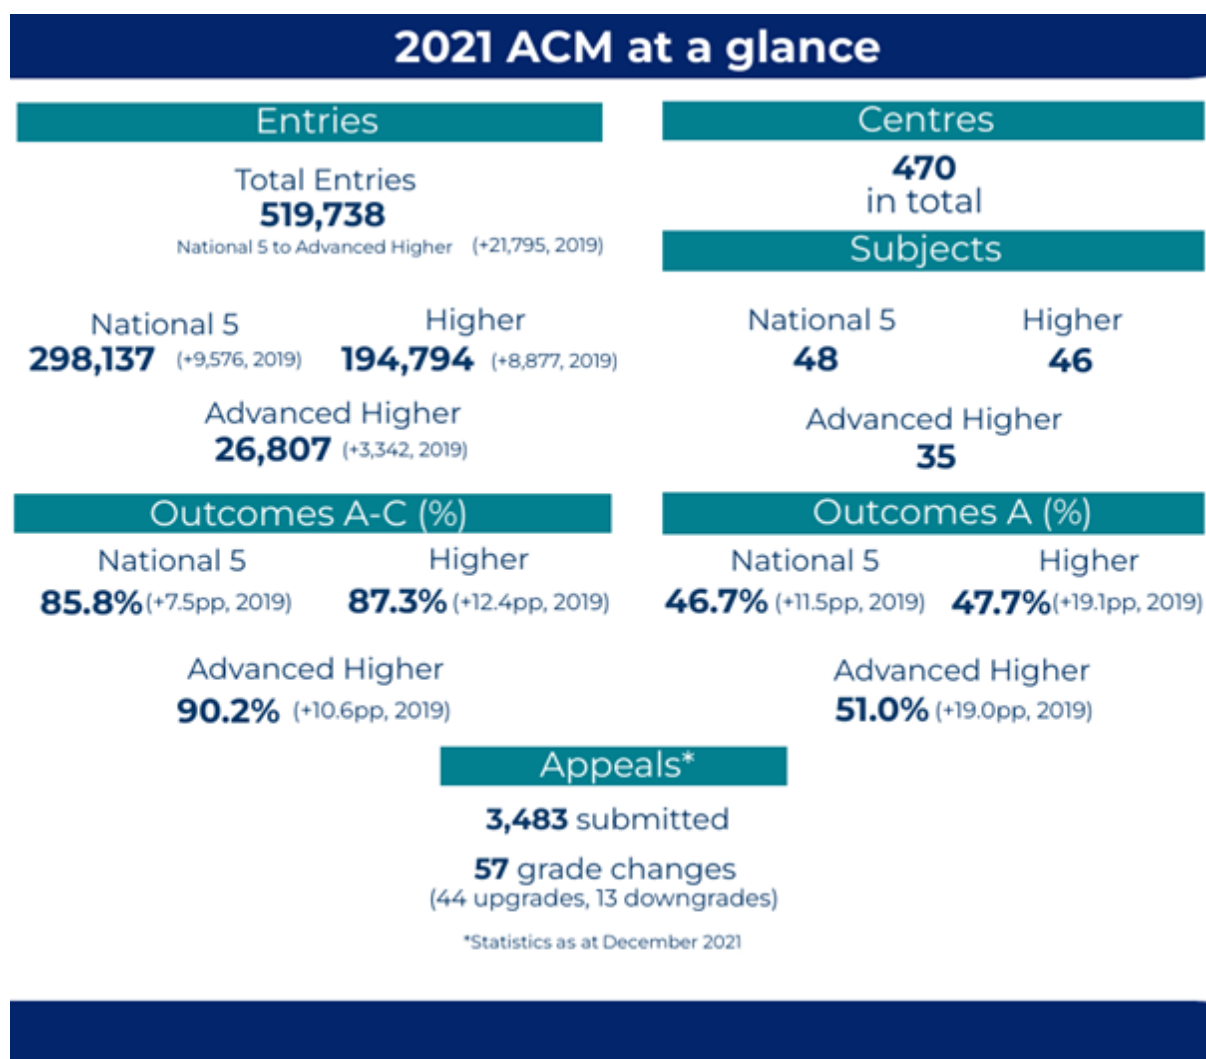 2021 ACM at a glance
Entries
Total Entries
519,738
National 5 to Advanced Higher (+21,795, 2019)
National 5
298,137 (+9,576, 2019)
Higher
194,794 (+8,877, 2019)
Advanced Higher
26,807 (+3,342, 2019)
Centres
470
in total
Subjects
National 5
48
Higher
46
Advanced Higher
35
Outcomes A-C (%)
National 5
85.8% (+7.5pp, 2019)
Higher
87.3% (+12.4pp, 2019)
Advanced Higher
90.2% (+10.6pp, 2019)
Outcomes A (%)
National 5
46.7% (+11.5pp, 2019)
Higher
47.7% (+19.1pp, 2019)
Advanced Higher
51.0% (+19.0pp, 2019)
Appeals*
3,483 submitted
57 grade changes
(44 upgrades, 13 downgrades)
*Statistics as at December 2021